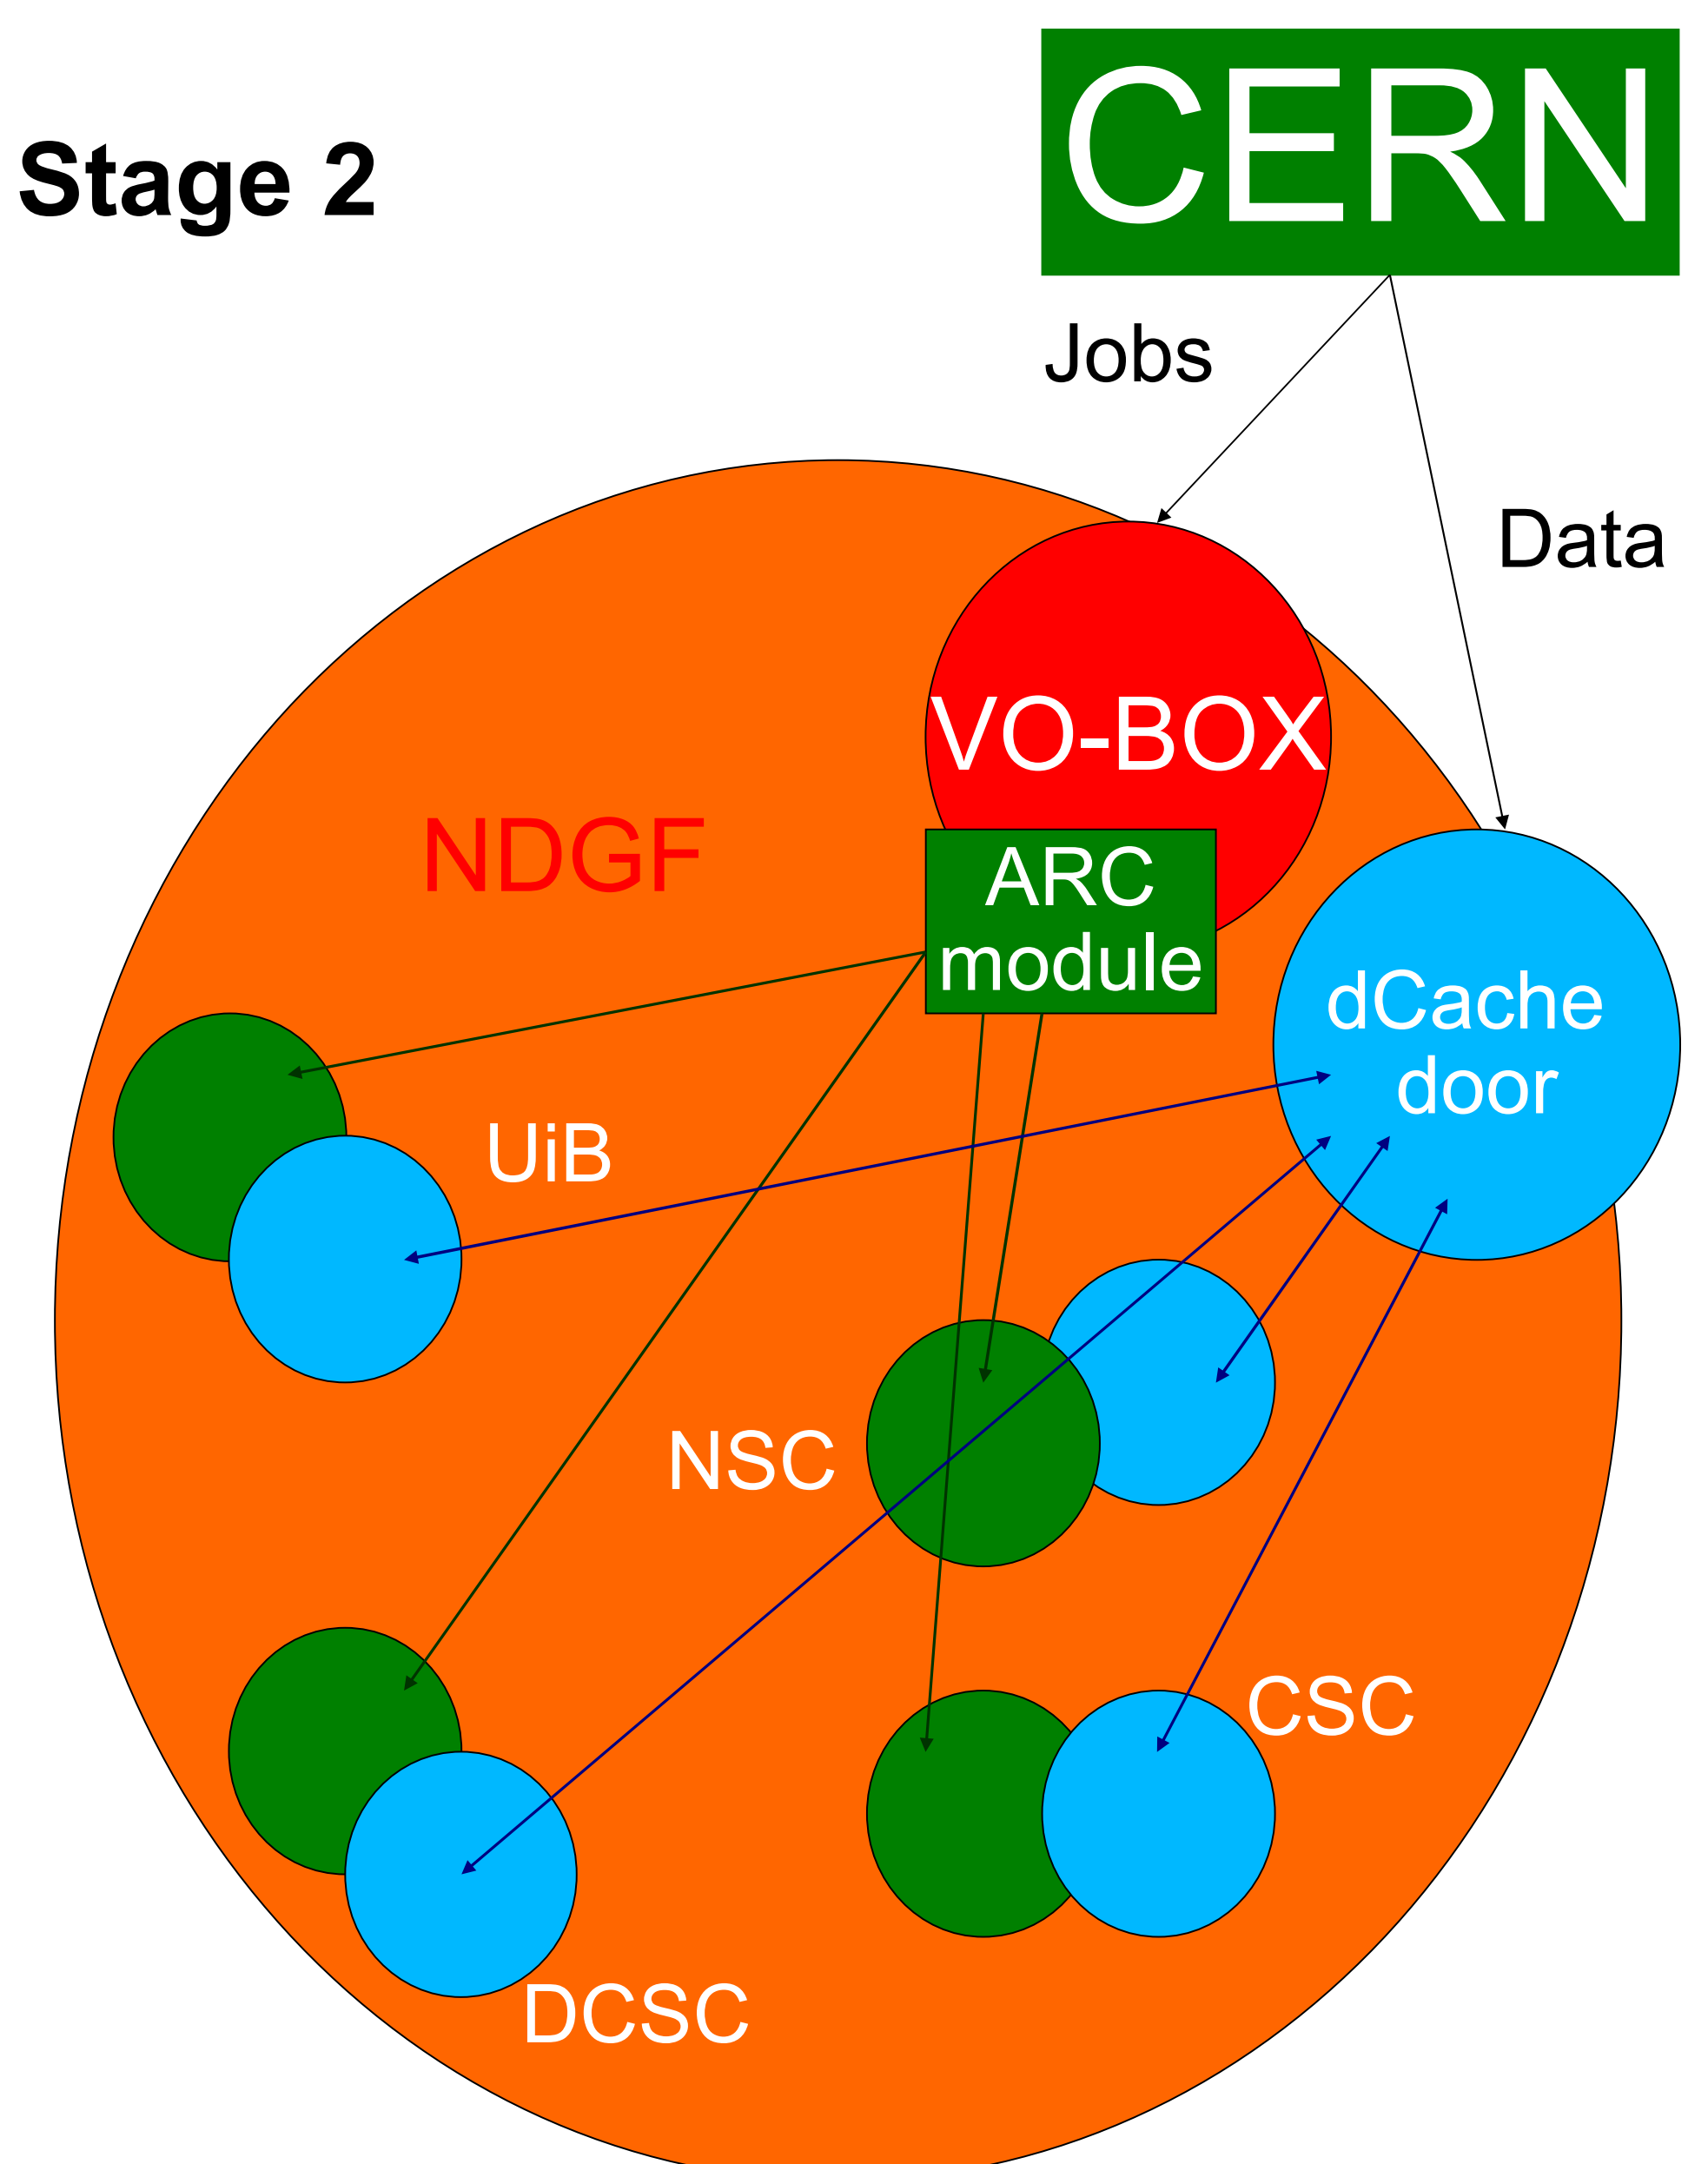 CERN
Stage 2
Jobs
Data
VO-BOX
NDGF
ARC
module
dCache
door
UiB
NSC
CSC
DCSC